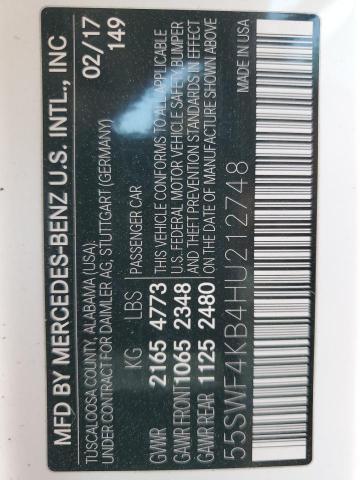 MFD BY MERCEDES-BENZ U.S. INTL., INC
TUSCALOOSA COUNTY, ALABAMA (USA). 02/17
UNDER CONTRACT FOR DAIMLER AG, STUTTGART (GERMANY) 149
KG LBS PASSENGER CAR
GVWR 2165 4773 THIS VEHICLE CONFORMS TO ALL APPLICABLE
GAWR FRONT 1065 2348 U.S. FEDERAL MOTOR VEHICLE SAFETY, BUMPER
GAWR REAR 1125 2480 AND THEFT PREVENTION STANDARDS IN EFFECT
ON THE DATE OF MANUFACTURE SHOWN ABOVE
55SWF4KB4HU212748 MADE IN USA